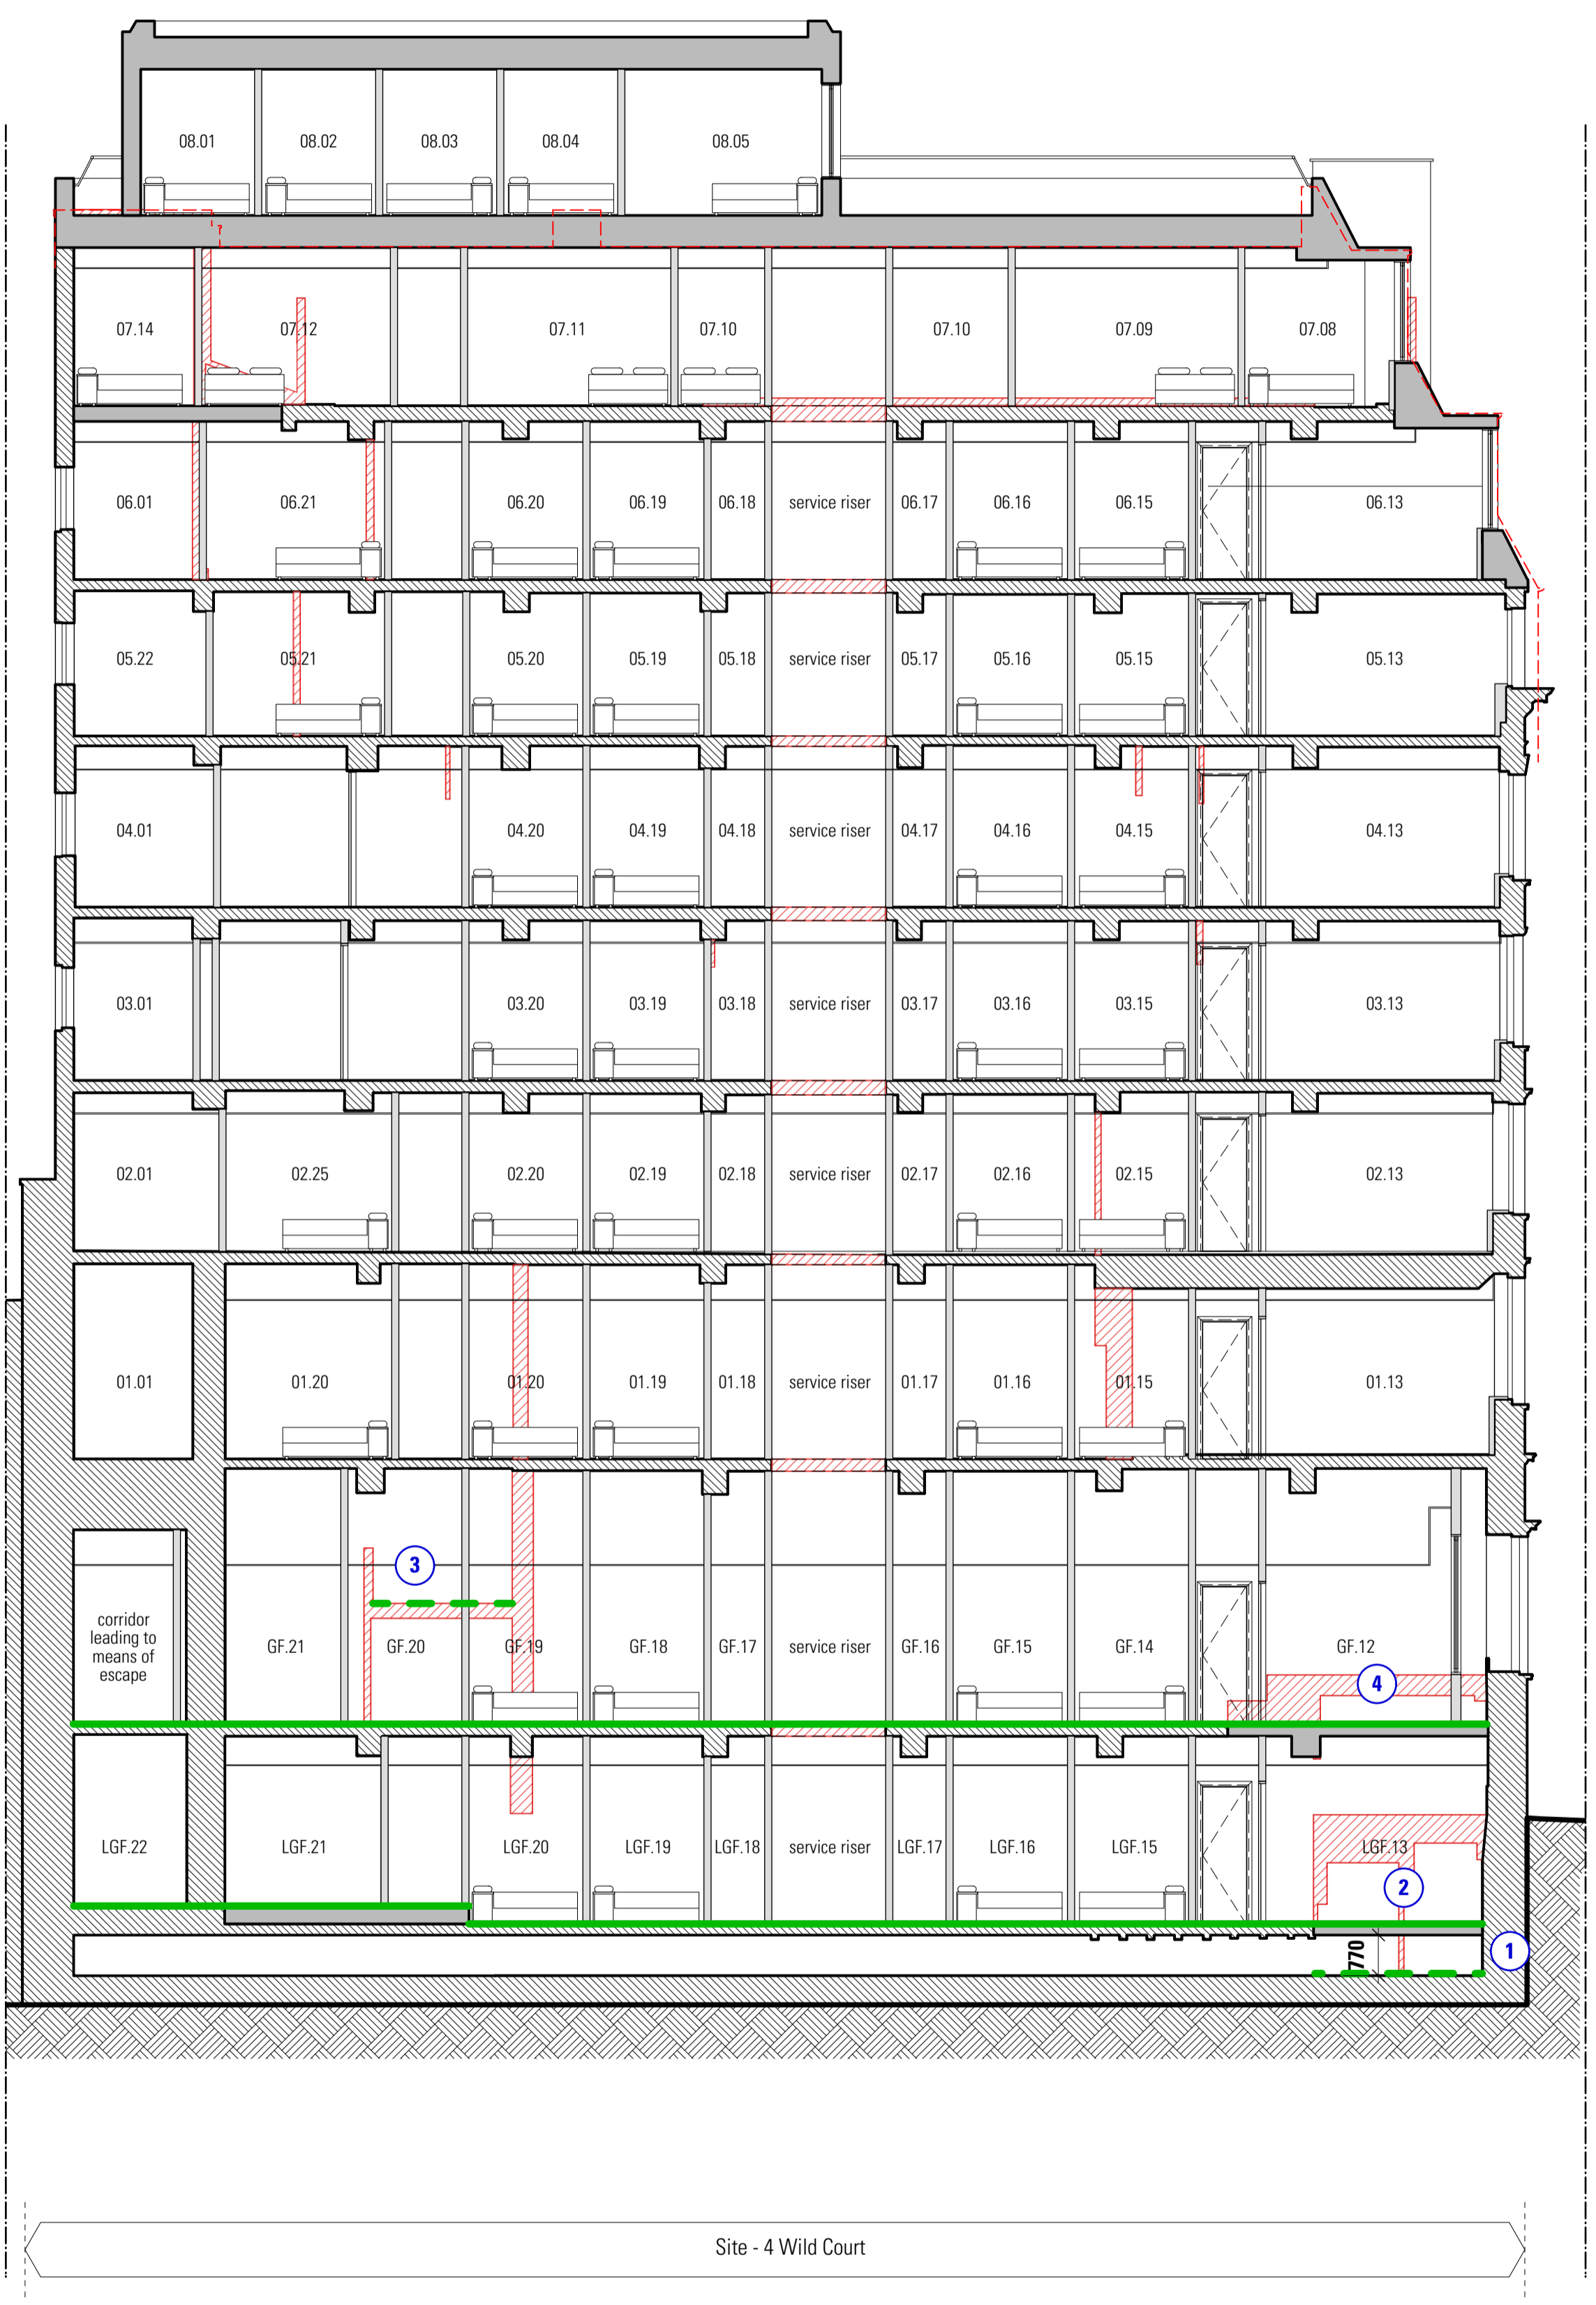 08.01 08.02 08.03 08.04 08.05
07.14 07.12 07.11 07.10 07.10 07.09 07.08
06.01 06.21 06.20 06.19 06.18 service riser 06.17 06.16 06.15 06.13
05.22 05.21 05.20 05.19 05.18 service riser 05.17 05.16 05.15 05.13
04.01 04.20 04.19 04.18 service riser 04.17 04.16 04.15 04.13
03.01 03.20 03.19 03.18 service riser 03.17 03.16 03.15 03.13
02.01 02.25 02.20 02.19 02.18 service riser 02.17 02.16 02.15 02.13
01.01 01.20 01.20 01.19 01.18 service riser 01.17 01.16 01.15 01.13
3
corridor
leading to
means of
escape
GF.21 GF.20 GF.19 GF.18 GF.17 service riser GF.16 GF.15 GF.14 GF.12
4
LGF.22 LGF.21 LGF.20 LGF.19 LGF.18 service riser LGF.17 LGF.16 LGF.15 LGF.13
2
770
1
Site - 4 Wild Court